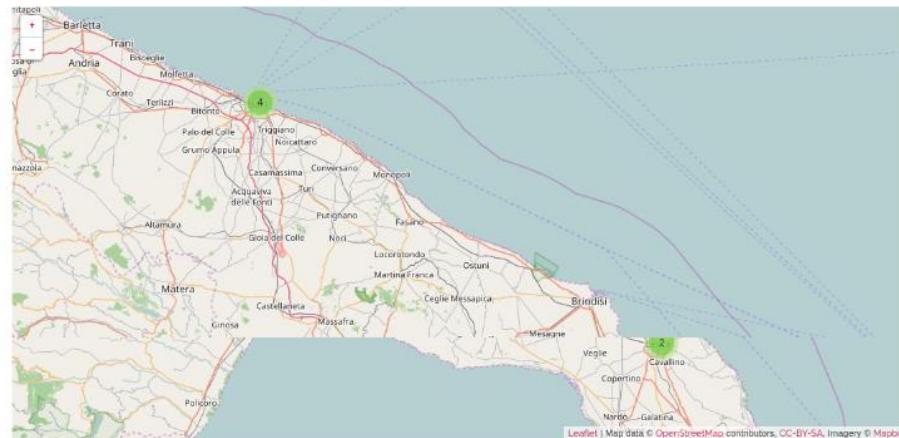 +
−
Barletta
Trani
Andria
Bisceglie
Molfetta
Corato
Terlizzi
Bitonto
4
Palo del Colle
Triggiano
Grumo Appula
Noicattaro
Casamassima
Conversano
Monopoli
Acquaviva
delle Fonti
Turi
Altamura
Putignano
Fasano
Gioia del Colle
Noci
Locorotondo
Ostuni
Martina Franca
Matera
Ceglie Messapica
Brindisi
Castellaneta
Ginosa
Massafra
Mesagne
2
Veglie
Cavallino
Copertino
Policoro
Nardò
Galatina
Leaflet | Map data © OpenStreetMap contributors, CC-BY-SA, Imagery © Mapbo